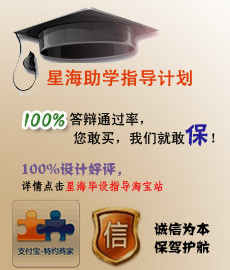 星海助学指导计划
100%答辩通过率，
您敢买，我们就敢保！
100%设计好评，
详情点击星海毕设指导淘宝站
支付宝-特约商家
信
诚信为本
保驾护航